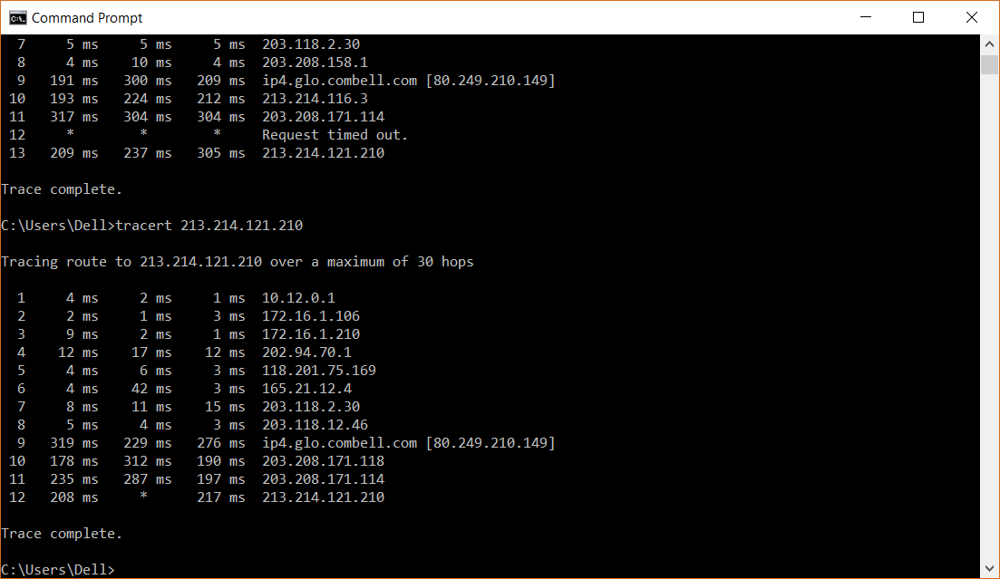 Command Prompt
7 5 ms 5 ms 5 ms 203.118.2.30
8 4 ms 10 ms 4 ms 203.208.158.1
9 191 ms 300 ms 209 ms ip4.glo.combell.com [80.249.210.149]
10 193 ms 224 ms 212 ms 213.214.116.3
11 317 ms 304 ms 304 ms 203.208.171.114
12 * * * Request timed out.
13 209 ms 237 ms 305 ms 213.214.121.210
Trace complete.
C:\Users\Dell>tracert 213.214.121.210
Tracing route to 213.214.121.210 over a maximum of 30 hops
1 4 ms 2 ms 1 ms 10.12.0.1
2 2 ms 1 ms 3 ms 172.16.1.106
3 9 ms 2 ms 1 ms 172.16.1.210
4 12 ms 17 ms 12 ms 202.94.70.1
5 4 ms 6 ms 3 ms 118.201.75.169
6 4 ms 42 ms 3 ms 165.21.12.4
7 8 ms 11 ms 15 ms 203.118.2.30
8 5 ms 4 ms 3 ms 203.118.12.46
9 319 ms 229 ms 276 ms ip4.glo.combell.com [80.249.210.149]
10 178 ms 312 ms 190 ms 203.208.171.118
11 235 ms 287 ms 197 ms 203.208.171.114
12 208 ms * 217 ms 213.214.121.210
Trace complete.
C:\Users\Dell>